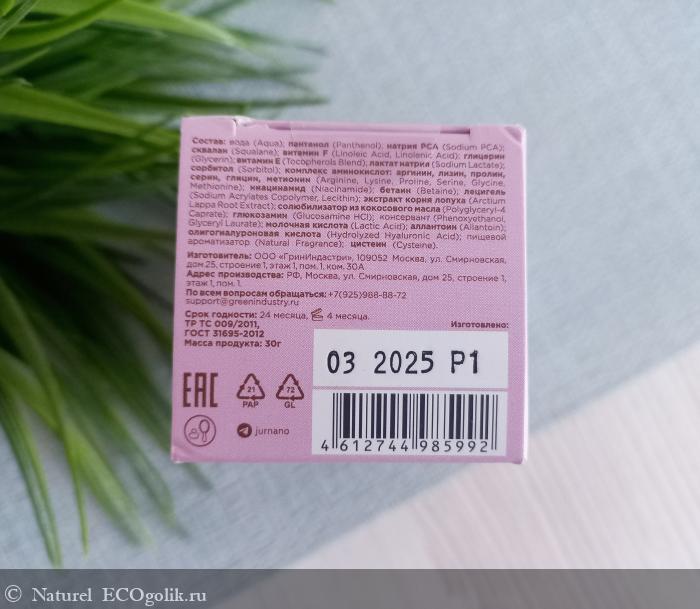 Состав: вода (Aqua), пантанол (Panthenol), натрия PCA (Sodium PCA);
сквалан (Squalane); витамин F (Linoleic Acid, Linolenic Acid); глицерин
(Glycerin); витамин Е (Tocopherols Blend); лактат натрия (Sodium Lactate);
сорбитол (Sorbitol); комплекс аминокислот: аргинин, лизин, пролин,
серин, глицин, метионин (Arginine, Lysine, Proline, Serine, Glycine,
Methionine); ниацинамид (Niacinamide); бетаин (Betaine); лецигель
(Sodium Acrylates Copolymer, Lecithin); экстракт корня лопуха (Arctium
Lappa Root Extract); солюбилизатор из кокосового масла (Polyglyceryl-4
Caprate); глюкозамин (Glucosamine HCl); консервант (Phenoxyethanol,
Glyceryl Laurate); молочная кислота (Lactic Acid); аллантоин (Allantoin);
олигогиалуроновая кислота (Hydrolyzed Hyaluronic Acid); пищевой
ароматизатор (Natural Fragrance); цистеин (Cysteine).
Изготовитель: ООО «ГринИндастри», 109052 Москва, ул. Смирновская,
дом 25, строение 1, этаж 1, пом. 1, ком. 30А
Адрес производства: РФ, Москва, ул. Смирновская, дом 25, строение 1,
этаж 1, пом. 1.
По всем вопросам обращаться: +7(925)988-88-72
support@greenindustry.ru
Срок годности: 24 месяца, 4 месяца.
ТР ТС 009/2011,
ГОСТ 31695-2012
Масса продукта: 30г
Изготовлено:
03 2025 P1
EAC
21
PAP
72
GL
jurnano
4 612744 985992
© Naturel ECOgolik.ru